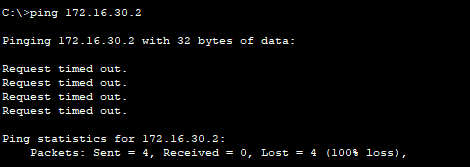 C:\>ping 172.16.30.2
Pinging 172.16.30.2 with 32 bytes of data:
Request timed out.
Request timed out.
Request timed out.
Request timed out.
Ping statistics for 172.16.30.2:
Packets: Sent = 4, Received = 0, Lost = 4 (100% loss),